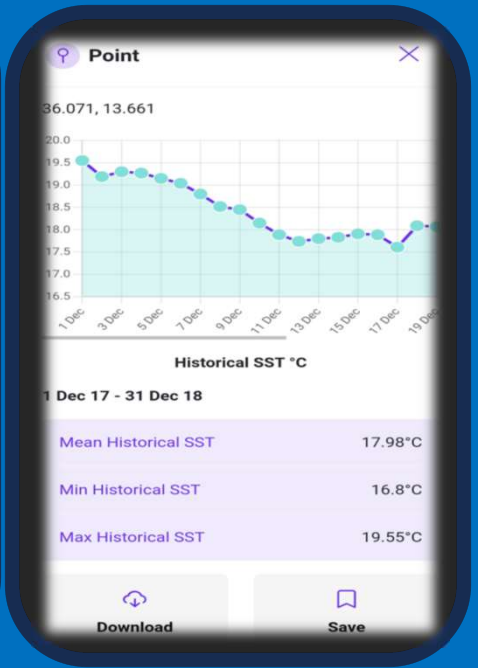 Point
36.071, 13.661
20.0
19.5
19.0
18.5
18.0
17.5
17.0
16.5
1 Dec 3 Dec 5 Dec 7 Dec 9 Dec 11 Dec 13 Dec 15 Dec 17 Dec 19 Dec
Historical SST °C
1 Dec 17 - 31 Dec 18
Mean Historical SST 17.98°C
Min Historical SST 16.8°C
Max Historical SST 19.55°C
Download Save